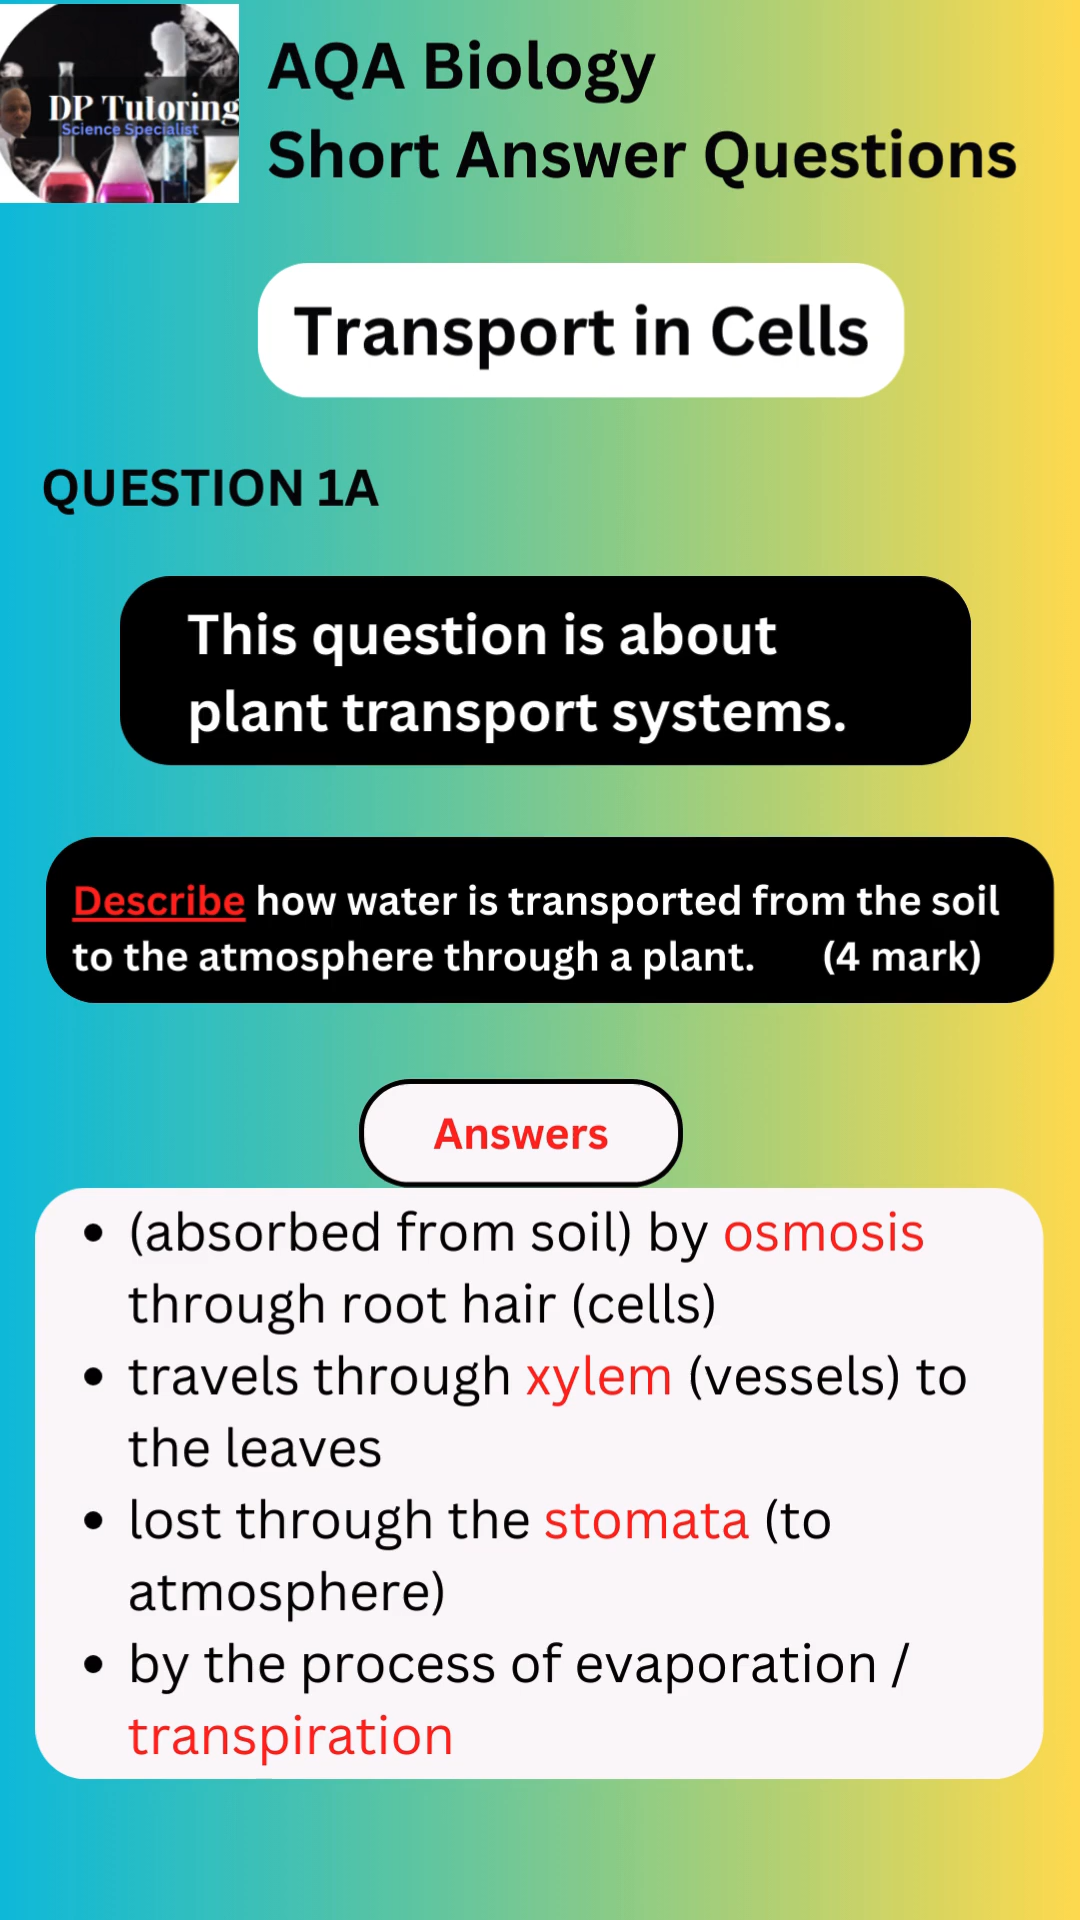 DP Tutoring
Science Specialist
AQA Biology
Short Answer Questions
Transport in Cells
QUESTION 1A
This question is about
plant transport systems.
Describe how water is transported from the soil
to the atmosphere through a plant. (4 mark)
Answers
• (absorbed from soil) by osmosis
through root hair (cells)
• travels through xylem (vessels) to
the leaves
• lost through the stomata (to
atmosphere)
• by the process of evaporation /
transpiration